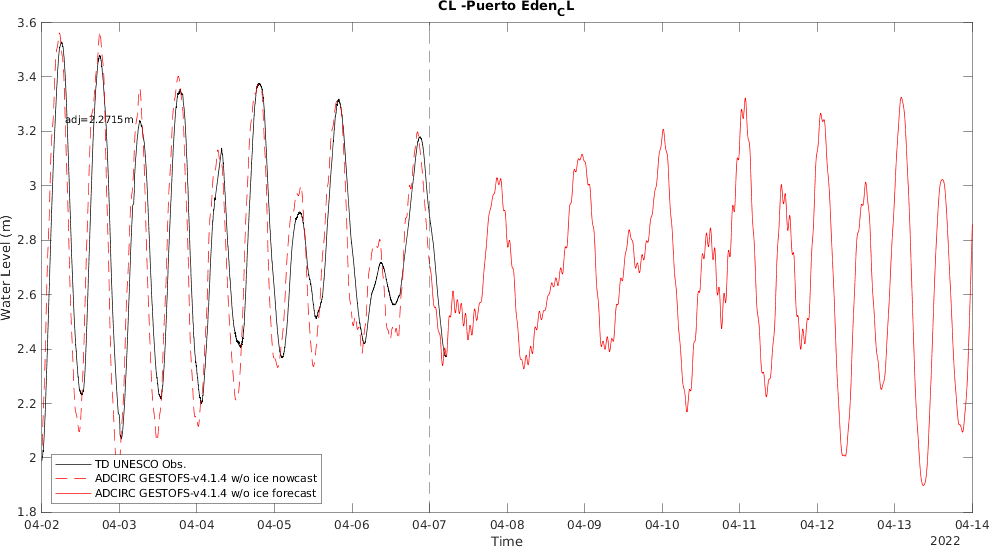 CL -Puerto Eden_CL
3.6
3.4
3.2
3
2.8
2.6
2.4
2.2
2
1.8
Water Level (m)
adj=2.2715m
TD UNESCO Obs.
ADCIRC GESTOFS-v4.1.4 w/o ice nowcast
ADCIRC GESTOFS-v4.1.4 w/o ice forecast
04-02 04-03 04-04 04-05 04-06 04-07 04-08 04-09 04-10 04-11 04-12 04-13 04-14
Time
2022